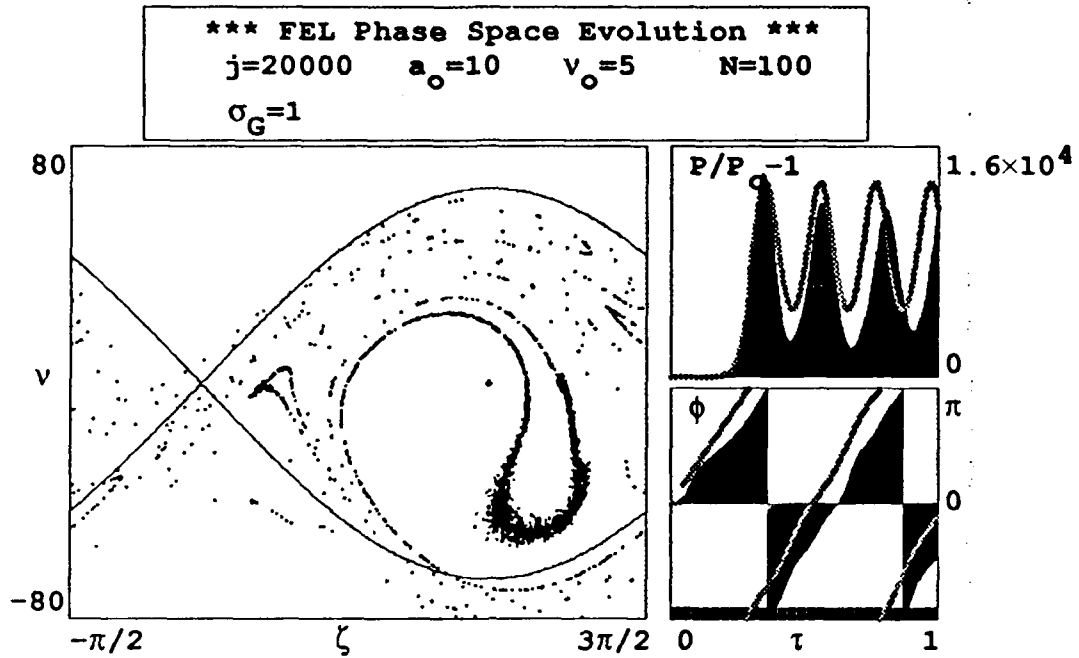 *** FEL Phase Space Evolution ***
j=20000 a₀=10 ν₀=5 N=100
σ_G=1
80
ν
-80
-π/2 ζ 3π/2
P/P₀-1
1.6×10⁴
0
φ
π
0
0 τ 1